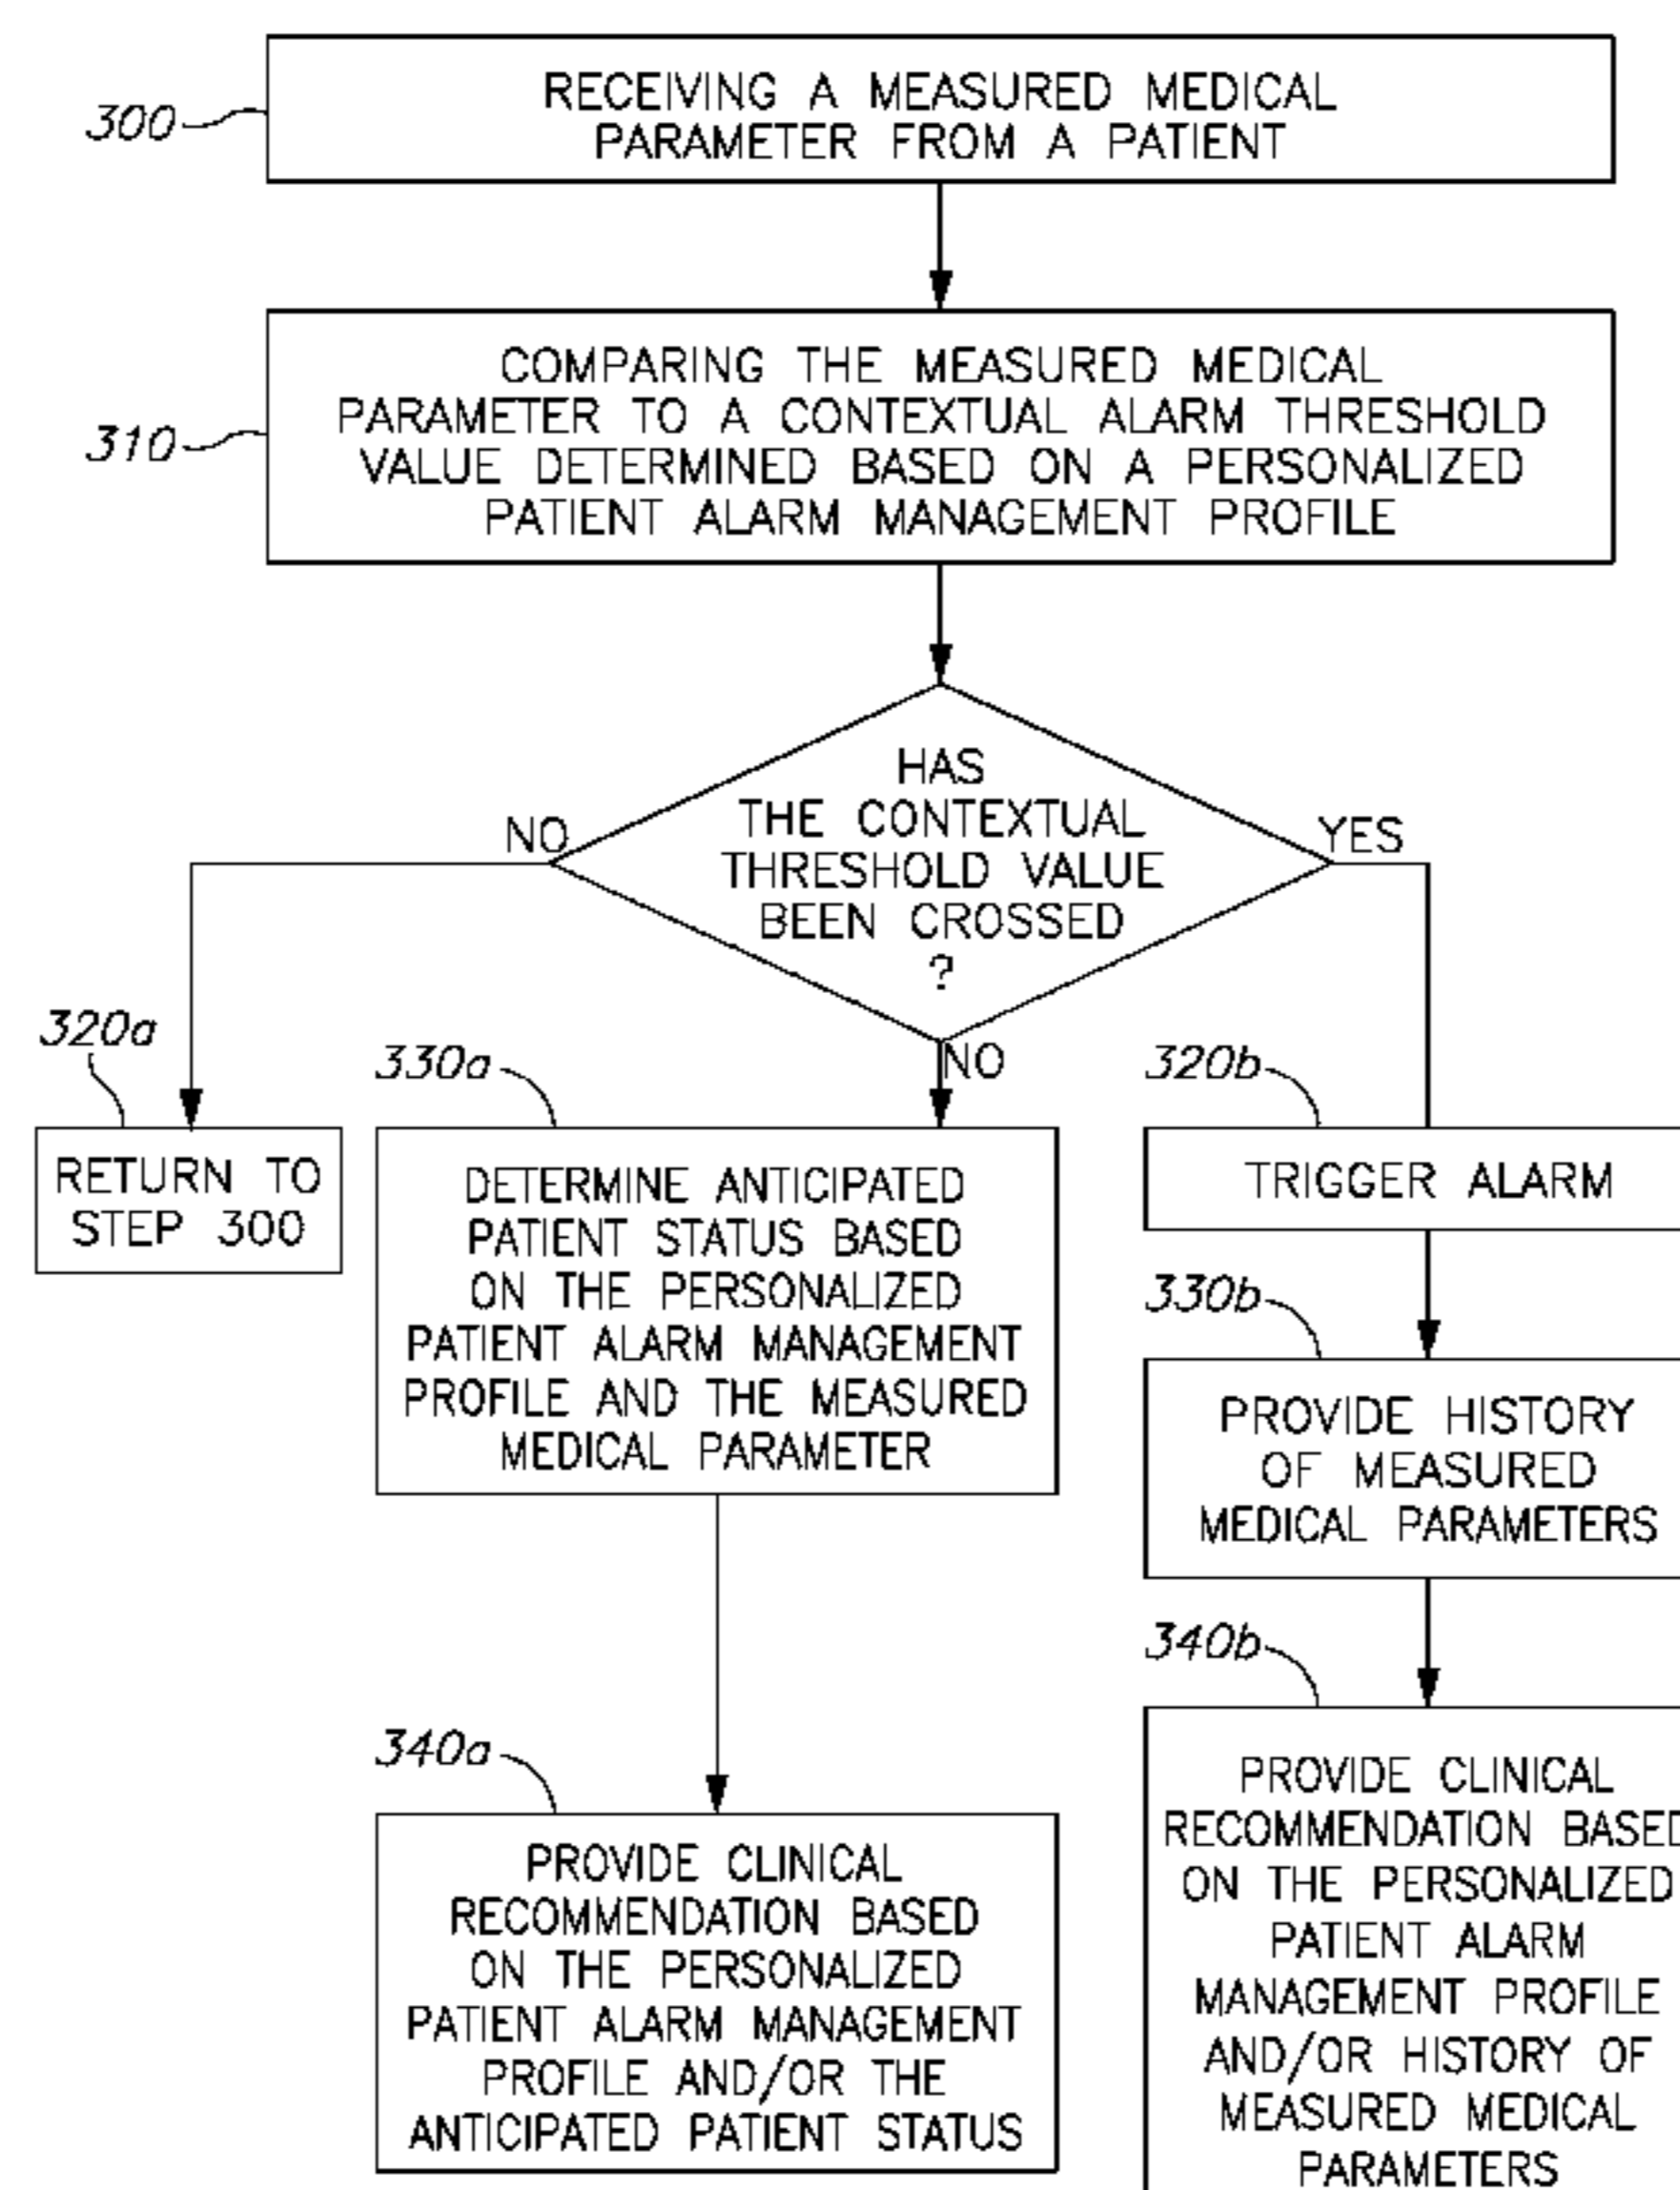 300
RECEIVING A MEASURED MEDICAL
PARAMETER FROM A PATIENT
310
COMPARING THE MEASURED MEDICAL
PARAMETER TO A CONTEXTUAL ALARM THRESHOLD
VALUE DETERMINED BASED ON A PERSONALIZED
PATIENT ALARM MANAGEMENT PROFILE
HAS
THE CONTEXTUAL
THRESHOLD VALUE
BEEN CROSSED
?
NO
YES
NO
320a
RETURN TO
STEP 300
330a
DETERMINE ANTICIPATED
PATIENT STATUS BASED
ON THE PERSONALIZED
PATIENT ALARM MANAGEMENT
PROFILE AND THE MEASURED
MEDICAL PARAMETER
340a
PROVIDE CLINICAL
RECOMMENDATION BASED
ON THE PERSONALIZED
PATIENT ALARM MANAGEMENT
PROFILE AND/OR THE
ANTICIPATED PATIENT STATUS
320b
TRIGGER ALARM
330b
PROVIDE HISTORY
OF MEASURED
MEDICAL PARAMETERS
340b
PROVIDE CLINICAL
RECOMMENDATION BASED
ON THE PERSONALIZED
PATIENT ALARM
MANAGEMENT PROFILE
AND/OR HISTORY OF
MEASURED MEDICAL
PARAMETERS